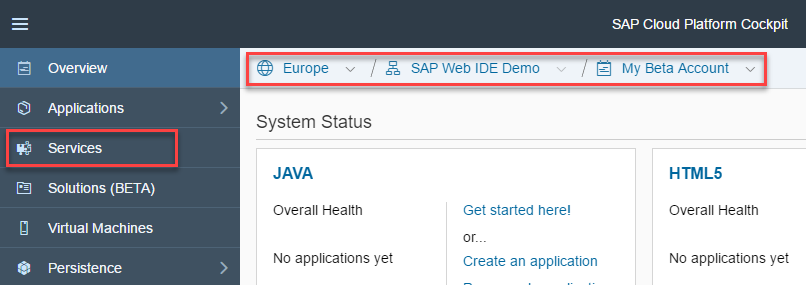 SAP Cloud Platform Cockpit
Overview
Applications
Services
Solutions (BETA)
Virtual Machines
Persistence
Europe / SAP Web IDE Demo / My Beta Account
System Status
JAVA
Overall Health
No applications yet
Get started here!
or...
Create an application
HTML5
Overall Health
No applications yet